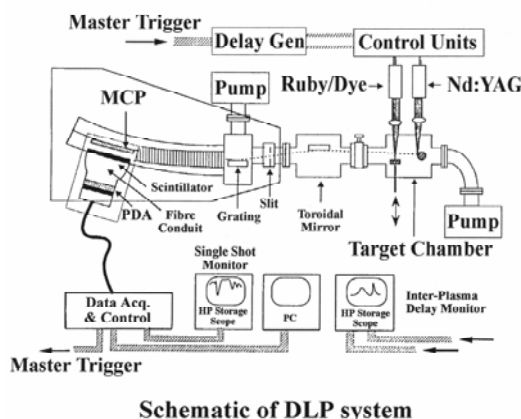 Master Trigger
Delay Gen
Control Units
Ruby/Dye
Nd:YAG
Pump
MCP
Scintillator
PDA
Fibre
Conduit
Grating
Slit
Toroidal
Mirror
Target Chamber
Pump
Single Shot
Monitor
Data Acq.
& Control
HP Storage
Scope
PC
HP Storage
Scope
Inter-Plasma
Delay Monitor
Master Trigger
Schematic of DLP system